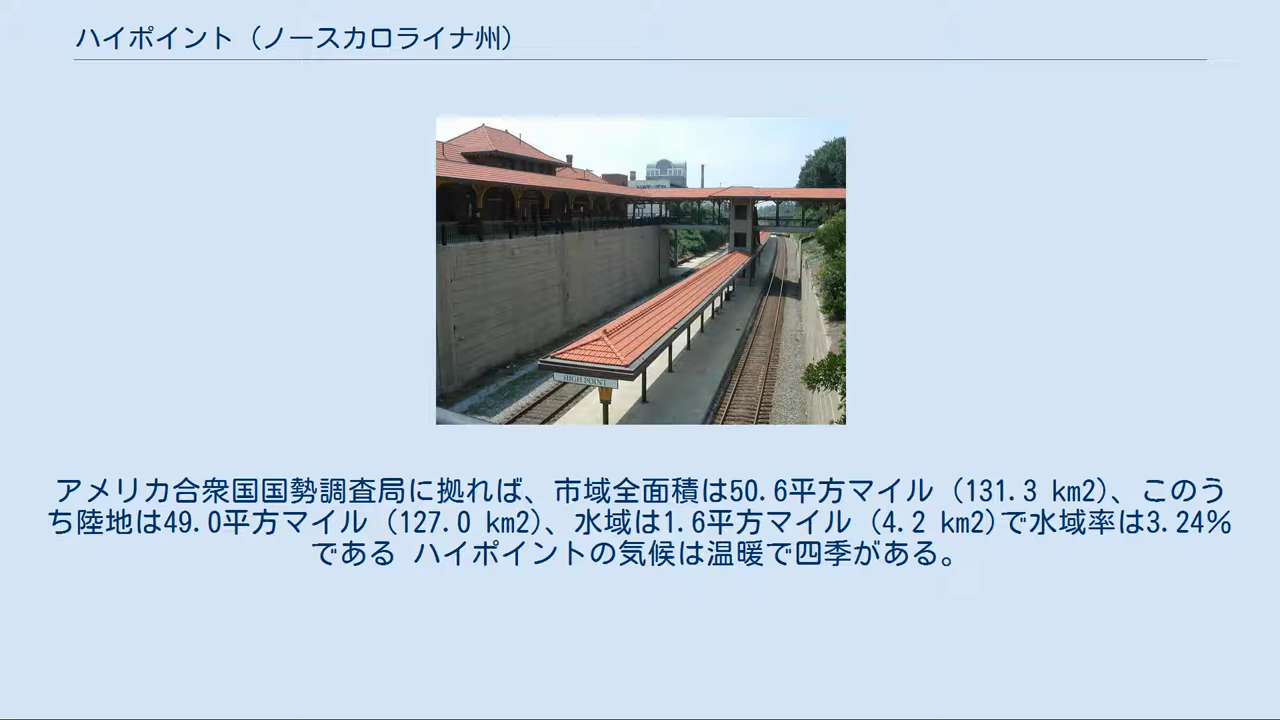 ハイポイント（ノースカロライナ州）
HIGH POINT
アメリカ合衆国国勢調査局に拠れば、市域全面積は50.6平方マイル (131.3 km2)、このう
ち陸地は49.0平方マイル (127.0 km2)、水域は1.6平方マイル (4.2 km2)で水域率は3.24%
である ハイポイントの気候は温暖で四季がある。